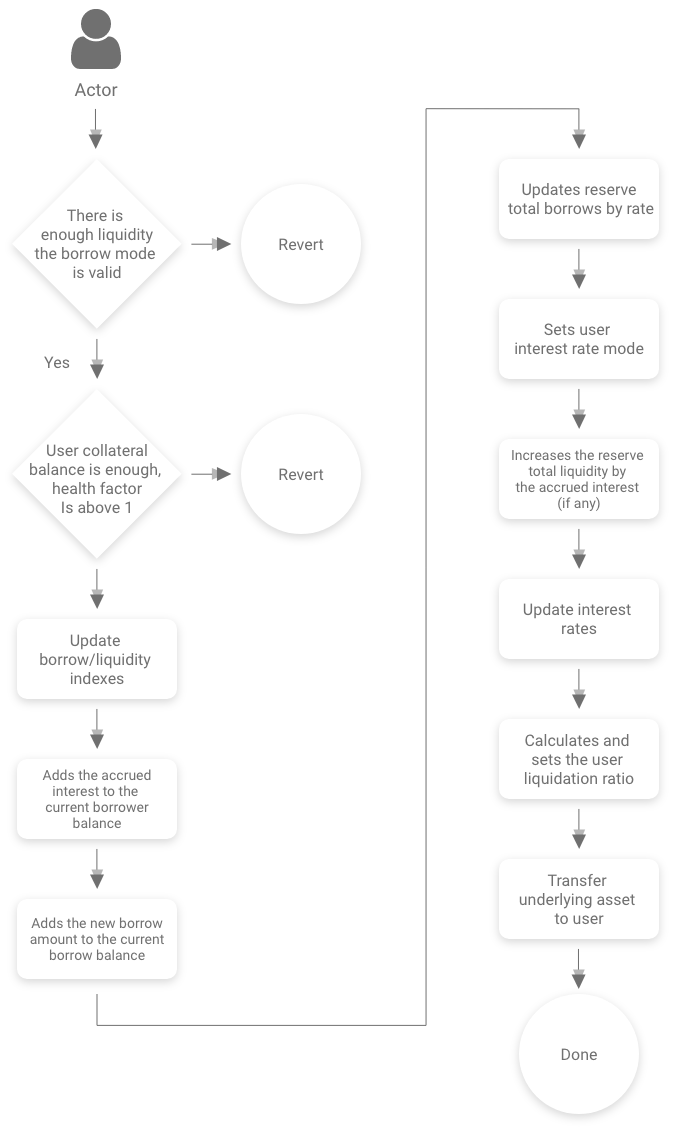 Actor
There is
enough liquidity
the borrow mode
is valid
Revert
Yes
User collateral
balance is enough,
health factor
Is above 1
Revert
Update
borrow/liquidity
indexes
Adds the accrued
interest to the
current borrower
balance
Adds the new borrow
amount to the current
borrow balance
Updates reserve
total borrows by rate
Sets user
interest rate mode
Increases the reserve
total liquidity by
the accrued interest
(if any)
Update interest
rates
Calculates and
sets the user
liquidation ratio
Transfer
underlying asset
to user
Done